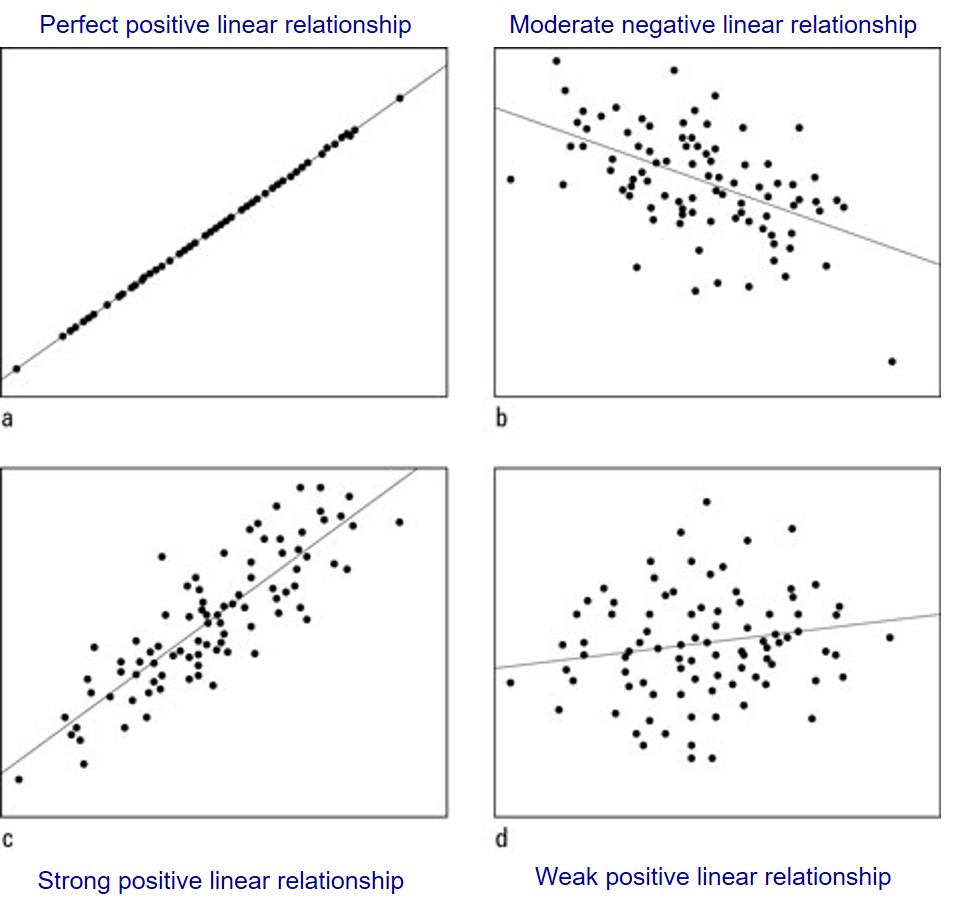 Perfect positive linear relationship
Moderate negative linear relationship
a
b
c
d
Strong positive linear relationship
Weak positive linear relationship